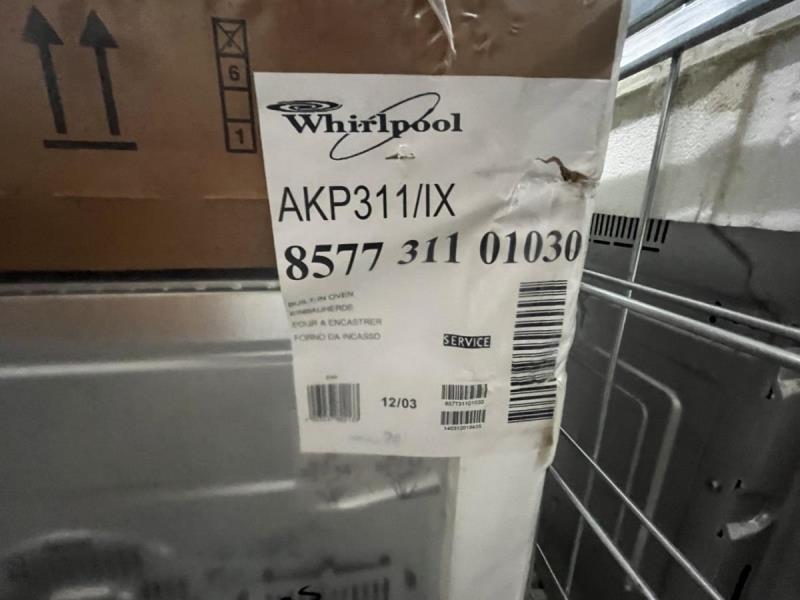 6
1
Whirlpool
AKP311/IX
8577 311 01030
BUILT-IN OVEN
EINBAUHERDE
FOUR A ENCASTRER
FORNO DA INCASSO
SERVICE
12/03
857731101030